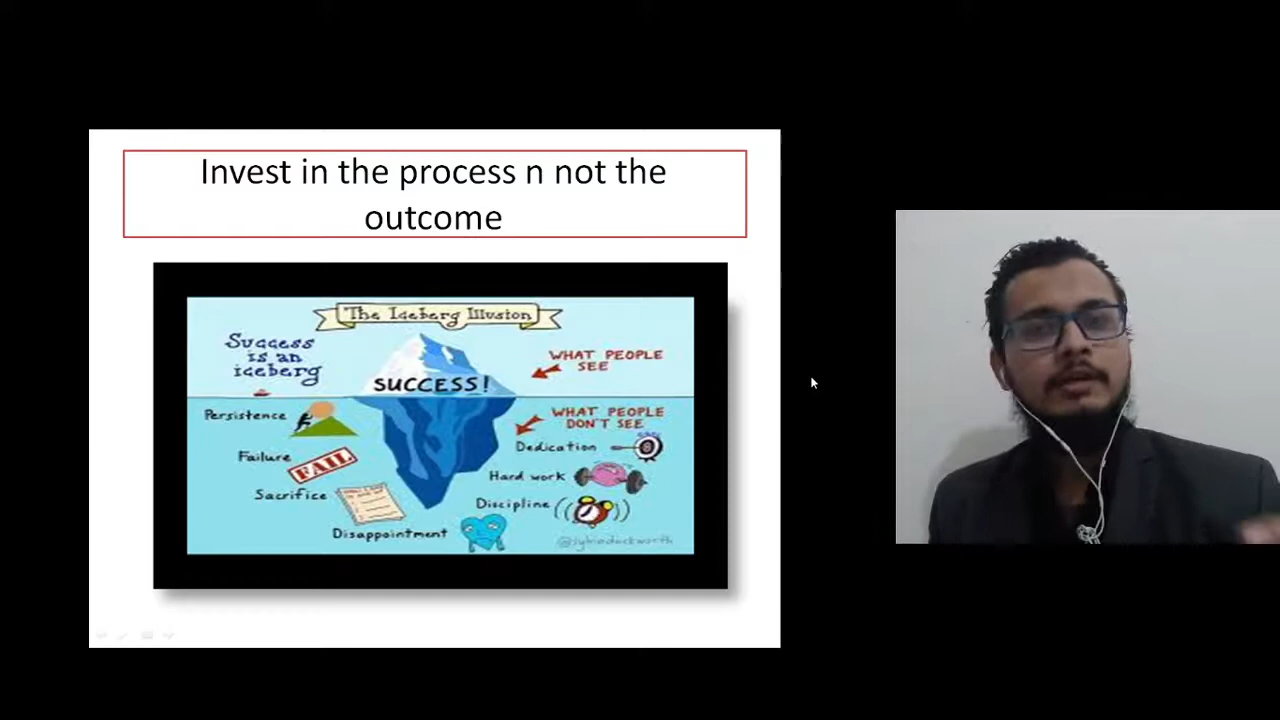 Invest in the process n not the
outcome
The Iceberg Illusion
Success
is an
iceberg
WHAT PEOPLE
SEE
SUCCESS!
Persistence
WHAT PEOPLE
DON'T SEE
Dedication
Failure
FAIL
Hard work
Sacrifice
Discipline
Disappointment
@sylviaduckworth